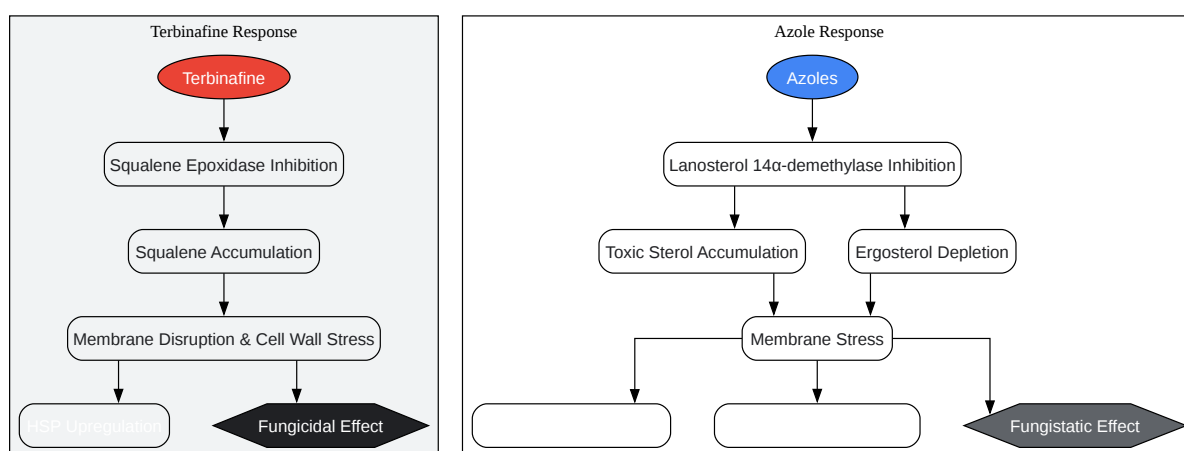 Terbinafine Response
Terbinafine
Squalene Epoxidase Inhibition
Squalene Accumulation
Membrane Disruption & Cell Wall Stress
HSP Upregulation
Fungicidal Effect
Azole Response
Azoles
Lanosterol 14α-demethylase Inhibition
Toxic Sterol Accumulation
Ergosterol Depletion
Membrane Stress
Fungistatic Effect